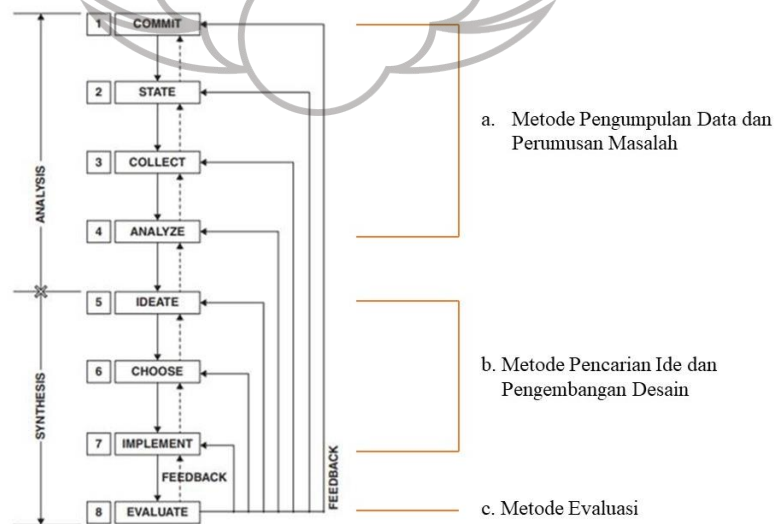 1 COMMIT
2 STATE
3 COLLECT
4 ANALYZE
5 IDEATE
6 CHOOSE
7 IMPLEMENT
FEEDBACK
8 EVALUATE
ANALYSIS
SYNTHESIS
FEEDBACK
a. Metode Pengumpulan Data dan
Perumusan Masalah
b. Metode Pencarian Ide dan
Pengembangan Desain
c. Metode Evaluasi